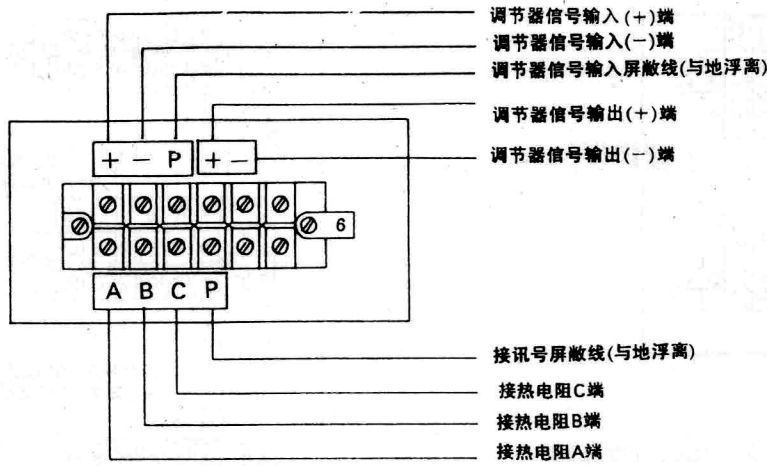 调节器信号输入(+)端
调节器信号输入(-)端
调节器信号输入屏敝线(与地浮离)
调节器信号输出(+)端
调节器信号输出(-)端
+ - P + -
6
A B C P
接讯号屏敝线(与地浮离)
接热电阻C端
接热电阻B端
接热电阻A端